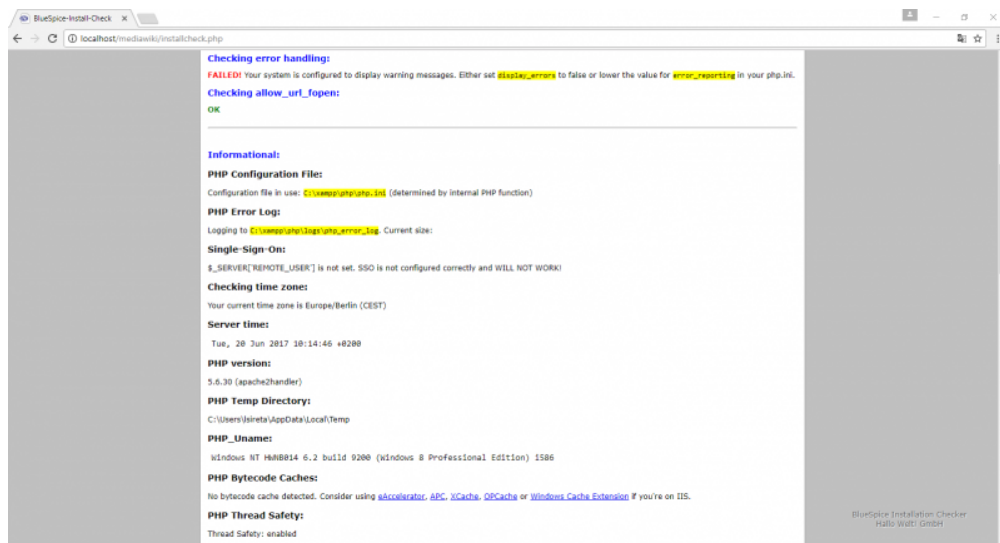 BlueSpice-Install-Check
localhost/mediawiki/installcheck.php
Checking error handling:
FAILED! Your system is configured to display warning messages. Either set display_errors to false or lower the value for error_reporting in your php.ini.
Checking allow_url_fopen:
OK
Informational:
PHP Configuration File:
Configuration file in use: C:\xampp\php\php.ini (determined by internal PHP function)
PHP Error Log:
Logging to C:\xampp\php\logs\php_error_log. Current size:
Single-Sign-On:
$_SERVER['REMOTE_USER'] is not set. SSO is not configured correctly and WILL NOT WORK!
Checking time zone:
Your current time zone is Europe/Berlin (CEST)
Server time:
Tue, 20 Jun 2017 10:14:46 +0200
PHP version:
5.6.30 (apache2handler)
PHP Temp Directory:
C:\Users\lsireta\AppData\Local\Temp
PHP_Uname:
Windows NT HWNB014 6.2 build 9200 (Windows 8 Professional Edition) i586
PHP Bytecode Caches:
No bytecode cache detected. Consider using eAccelerator, APC, XCache, OPCache or Windows Cache Extension if you're on IIS.
PHP Thread Safety:
Thread Safety: enabled
BlueSpice Installation Checker
Hallo Welt! GmbH